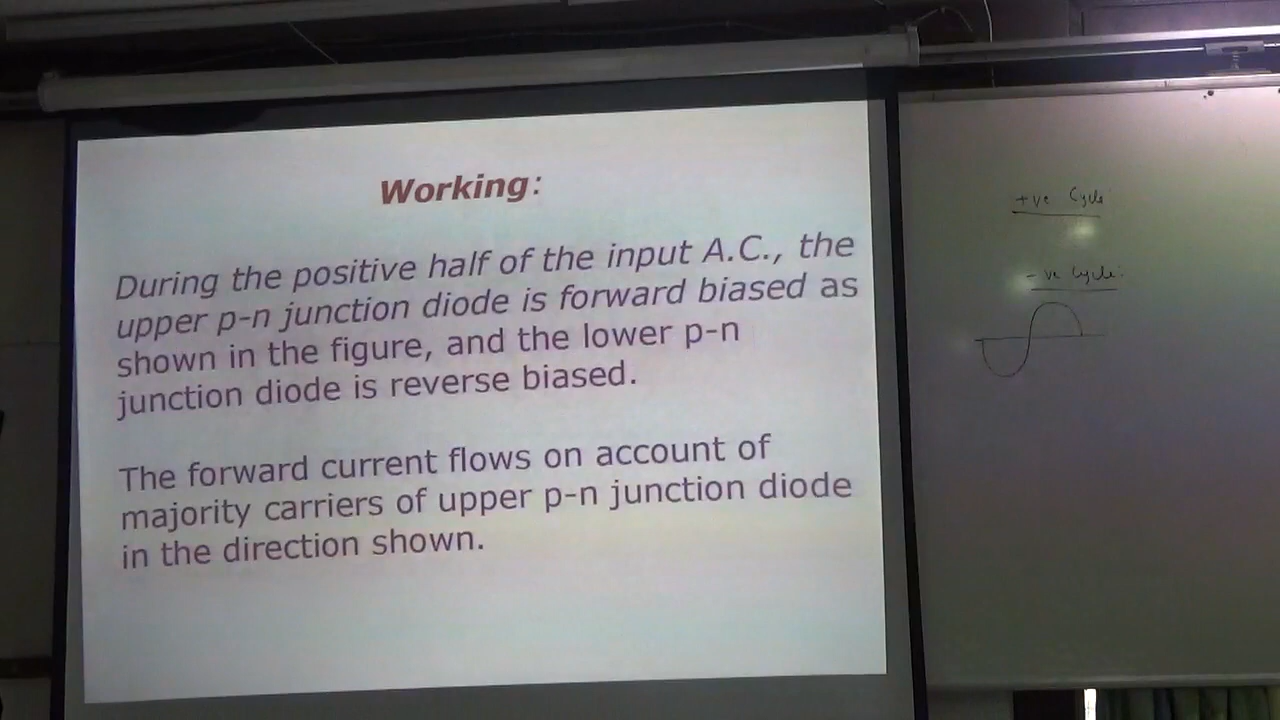 Working:
During the positive half of the input A.C., the
upper p-n junction diode is forward biased as
shown in the figure, and the lower p-n
junction diode is reverse biased.
The forward current flows on account of
majority carriers of upper p-n junction diode
in the direction shown.
+ve Cycle
-ve Cycle: